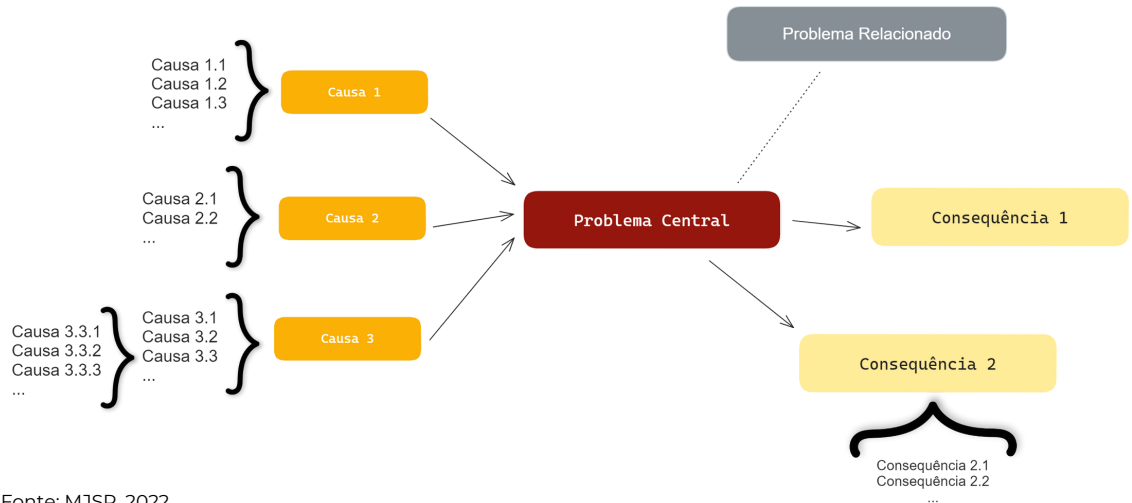 Problema Relacionado
Causa 1.1
Causa 1.2
Causa 1.3
...
Causa 1
Causa 2.1
Causa 2.2
...
Causa 2
Problema Central
Consequência 1
Causa 3.3.1
Causa 3.3.2
Causa 3.3.3
...
Causa 3.1
Causa 3.2
Causa 3.3
...
Causa 3
Consequência 2
Consequência 2.1
Consequência 2.2
...
Fonte: MJSP, 2022